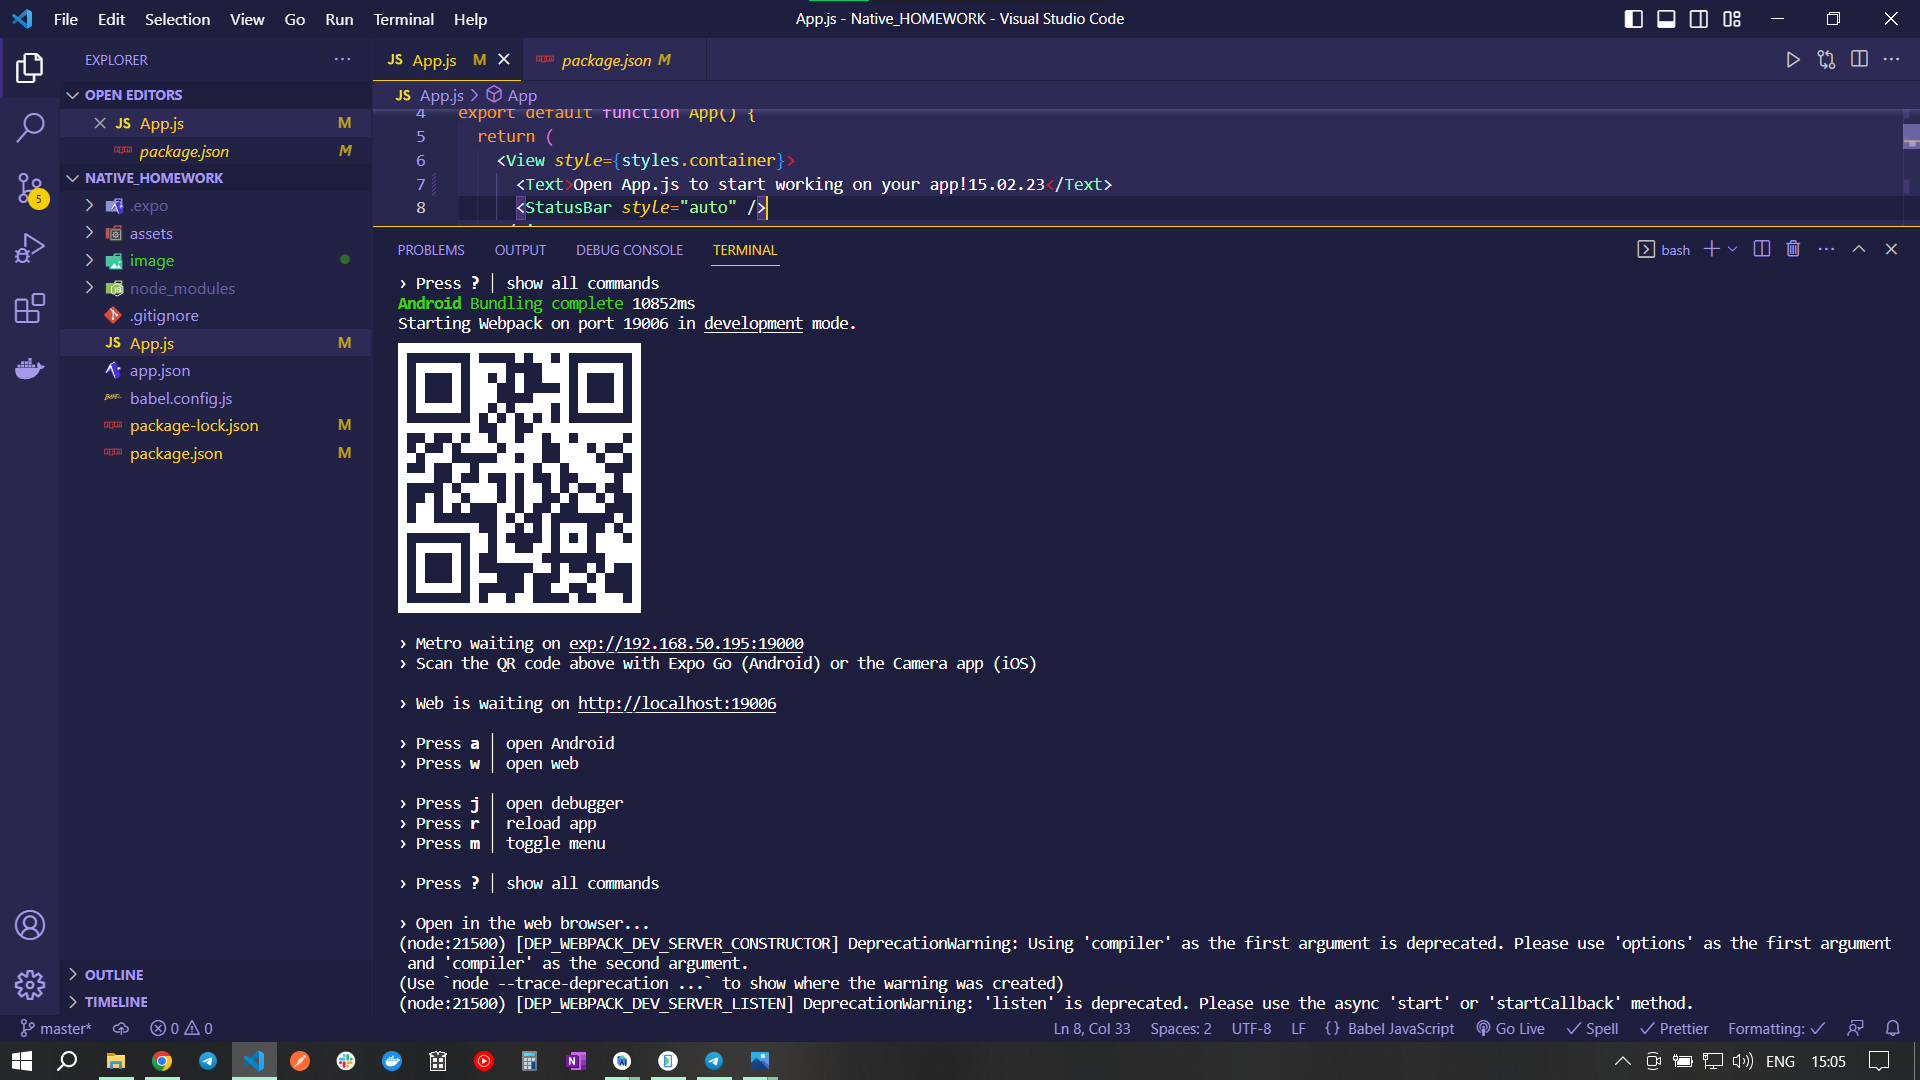 File Edit Selection View Go Run Terminal Help
App.js - Native_HOMEWORK - Visual Studio Code
EXPLORER
OPEN EDITORS
JS App.js M
package.json M
5
NATIVE_HOMEWORK
.expo
assets
image
node_modules
.gitignore
JS App.js M
app.json
babel.config.js
package-lock.json M
package.json M
OUTLINE
TIMELINE
JS App.js M package.json M
JS App.js > App
4 export default function App() {
5 return (
6 <View style={styles.container}>
7 <Text>Open App.js to start working on your app!15.02.23</Text>
8 <StatusBar style="auto" />
PROBLEMS OUTPUT DEBUG CONSOLE TERMINAL bash
› Press ? │ show all commands
Android Bundling complete 10852ms
Starting Webpack on port 19006 in development mode.
› Metro waiting on exp://192.168.50.195:19000
› Scan the QR code above with Expo Go (Android) or the Camera app (iOS)
› Web is waiting on http://localhost:19006
› Press a │ open Android
› Press w │ open web
› Press j │ open debugger
› Press r │ reload app
› Press m │ toggle menu
› Press ? │ show all commands
› Open in the web browser...
(node:21500) [DEP_WEBPACK_DEV_SERVER_CONSTRUCTOR] DeprecationWarning: Using 'compiler' as the first argument is deprecated. Please use 'options' as the first argument
and 'compiler' as the second argument.
(Use `node --trace-deprecation ...` to show where the warning was created)
(node:21500) [DEP_WEBPACK_DEV_SERVER_LISTEN] DeprecationWarning: 'listen' is deprecated. Please use the async 'start' or 'startCallback' method.
master* 0 0 Ln 8, Col 33 Spaces: 2 UTF-8 LF {} Babel JavaScript Go Live Spell Prettier Formatting:
ENG 15:05